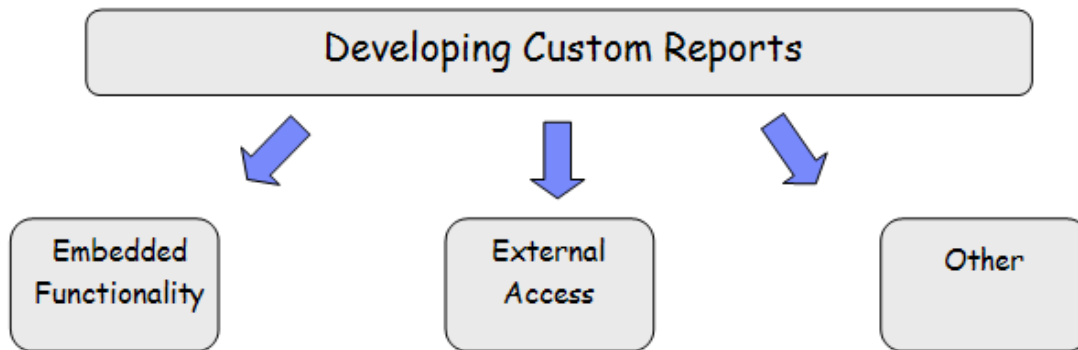 Developing Custom Reports
Embedded
Functionality
External
Access
Other